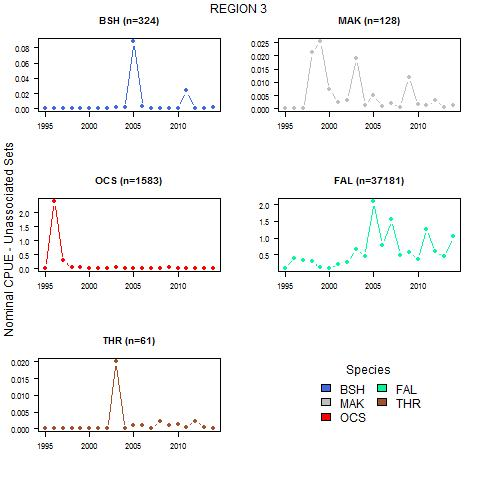 REGION 3
Nominal CPUE - Unassociated Sets
BSH (n=324)
0.08
0.06
0.04
0.02
0.00
1995 2000 2005 2010
MAK (n=128)
0.025
0.020
0.015
0.010
0.005
0.000
1995 2000 2005 2010
OCS (n=1583)
2.0
1.5
1.0
0.5
0.0
1995 2000 2005 2010
FAL (n=37181)
2.0
1.5
1.0
0.5
1995 2000 2005 2010
THR (n=61)
0.020
0.015
0.010
0.005
0.000
1995 2000 2005 2010
Species
BSH FAL
MAK THR
OCS